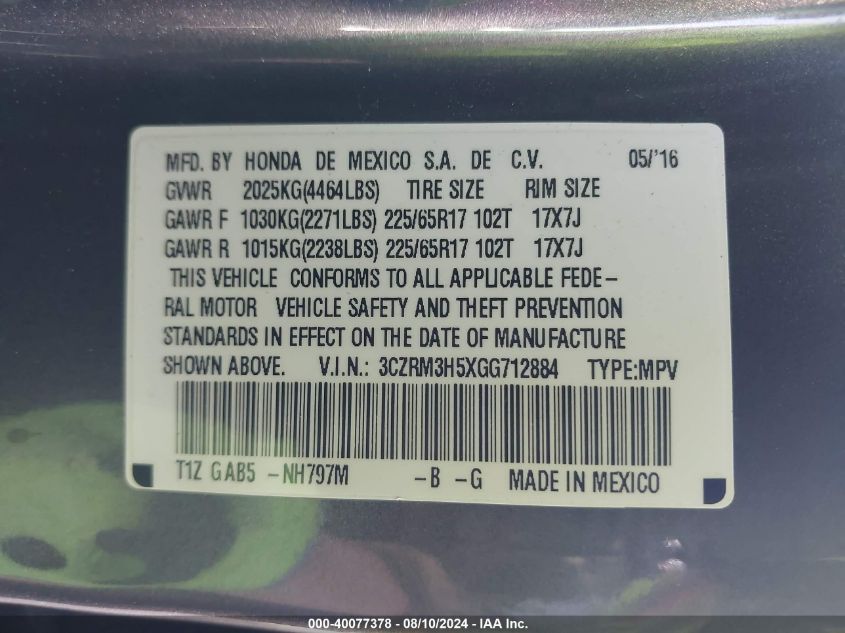 MFD. BY HONDA DE MEXICO S.A. DE C.V. 05/'16
GVWR 2025KG(4464LBS) TIRE SIZE RIM SIZE
GAWR F 1030KG(2271LBS) 225/65R17 102T 17X7J
GAWR R 1015KG(2238LBS) 225/65R17 102T 17X7J
THIS VEHICLE CONFORMS TO ALL APPLICABLE FEDE-
RAL MOTOR VEHICLE SAFETY AND THEFT PREVENTION
STANDARDS IN EFFECT ON THE DATE OF MANUFACTURE
SHOWN ABOVE. V.I.N.: 3CZRM3H5XGG712884 TYPE:MPV
T1Z GAB5 -NH797M -B -G MADE IN MEXICO
000-40077378 - 08/10/2024 - IAA Inc.